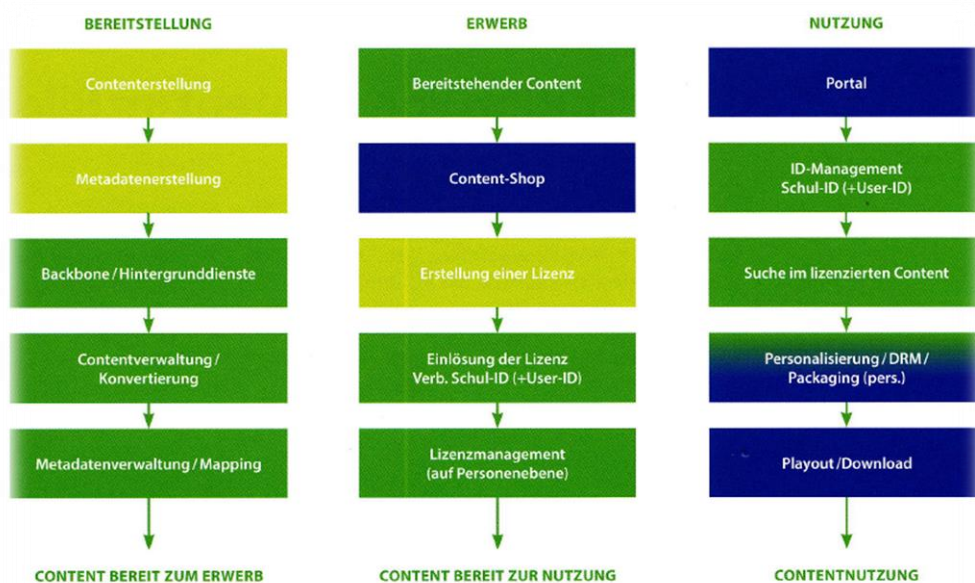 BEREITSTELLUNG
Contenterstellung
Metadatenerstellung
Backbone / Hintergrunddienste
Contentverwaltung /
Konvertierung
Metadatenverwaltung / Mapping
CONTENT BEREIT ZUM ERWERB
ERWERB
Bereitstehender Content
Content-Shop
Erstellung einer Lizenz
Einlösung der Lizenz
Verb. Schul-ID (+User-ID)
Lizenzmanagement
(auf Personenebene)
CONTENT BEREIT ZUR NUTZUNG
NUTZUNG
Portal
ID-Management
Schul-ID (+User-ID)
Suche im lizenzierten Content
Personalisierung / DRM /
Packaging (pers.)
Playout / Download
CONTENTNUTZUNG